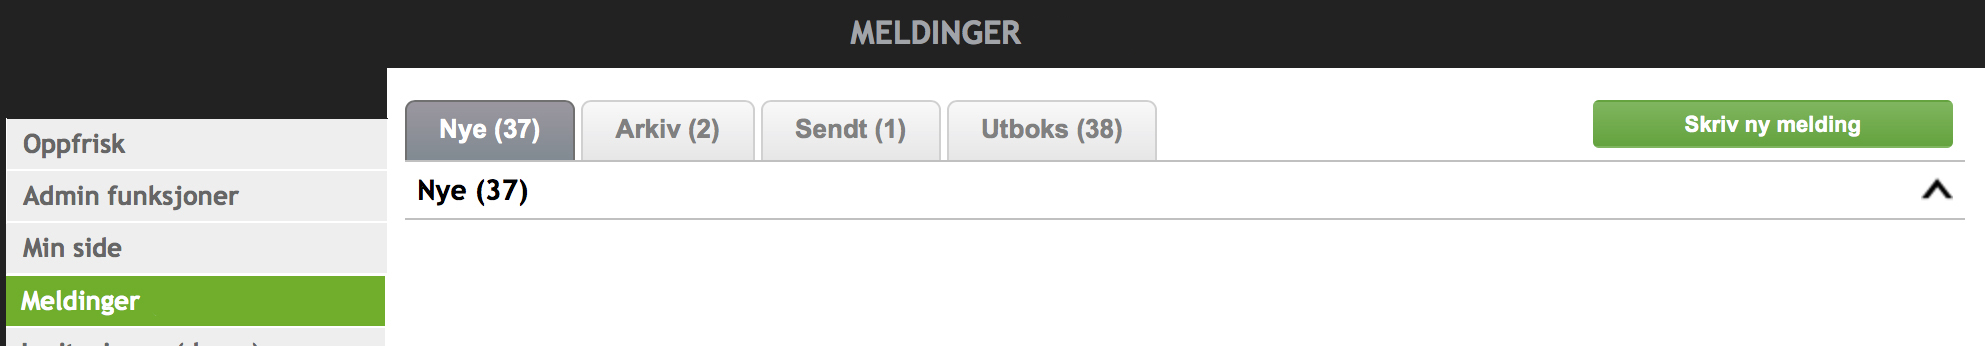 MELDINGER
Nye (37)
Arkiv (2)
Sendt (1)
Utboks (38)
Skriv ny melding
Nye (37)
Oppfrisk
Admin funksjoner
Min side
Meldinger